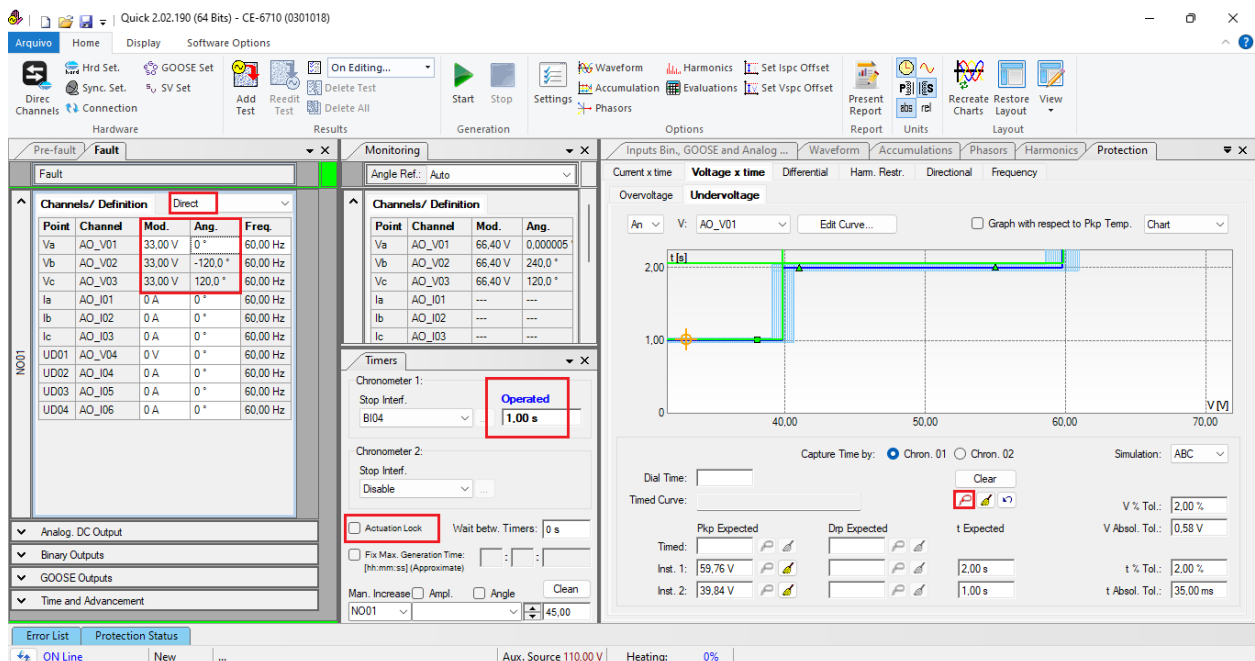 Quick 2.02.190 (64 Bits) - CE-6710 (0301018)
Arquivo Home Display Software Options
Direc Channels
Hrd Set.
Sync. Set.
Connection
GOOSE Set
SV Set
Hardware
Add Test
Reedit Test
On Editing...
Delete Test
Delete All
Results
Start Stop
Generation
Settings
Waveform
Accumulation
Phasors
Harmonics
Evaluations
Set Ispc Offset
Set Vspc Offset
Options
Present Report
Report
abs rel
Units
Recreate Charts
Restore Layout
View
Layout
Pre-fault Fault
Fault
Channels/ Definition Direct
Point Channel Mod. Ang. Freq.
Va AO_V01 33,00 V 0 ° 60,00 Hz
Vb AO_V02 33,00 V -120,0 ° 60,00 Hz
Vc AO_V03 33,00 V 120,0 ° 60,00 Hz
Ia AO_I01 0 A 0 ° 60,00 Hz
Ib AO_I02 0 A 0 ° 60,00 Hz
Ic AO_I03 0 A 0 ° 60,00 Hz
UD01 AO_V04 0 V 0 ° 60,00 Hz
UD02 AO_I04 0 A 0 ° 60,00 Hz
UD03 AO_I05 0 A 0 ° 60,00 Hz
UD04 AO_I06 0 A 0 ° 60,00 Hz
NO01
Analog. DC Output
Binary Outputs
GOOSE Outputs
Time and Advancement
Monitoring
Angle Ref.: Auto
Channels/ Definition
Point Channel Mod. Ang.
Va AO_V01 66,40 V 0,000005 °
Vb AO_V02 66,40 V 240,0 °
Vc AO_V03 66,40 V 120,0 °
Ia AO_I01 --- ---
Ib AO_I02 --- ---
Ic AO_I03 --- ---
Timers
Chronometer 1:
Stop Interf. Operated
BI04 ... 1,00 s
Chronometer 2:
Stop Interf.
Disable ...
Actuation Lock Wait betw. Timers: 0 s
Fix Max. Generation Time:
[hh:mm:ss] (Approximate) : :
Clean
Man. Increase Ampl. Angle
NO01 45,00
Inputs Bin., GOOSE and Analog ... Waveform Accumulations Phasors Harmonics Protection
Current x time Voltage x time Differential Harm. Restr. Directional Frequency
Overvoltage Undervoltage
An V: AO_V01 Edit Curve... Graph with respect to Pkp Temp. Chart
t [s]
2,00
1,00
0
V [V]
40,00 50,00 60,00 70,00
Capture Time by: Chron. 01 Chron. 02 Simulation: ABC
Dial Time: Clear
Timed Curve: V % Tol.: 2,00 %
Pkp Expected Drp Expected t Expected V Absol. Tol.: 0,58 V
Timed:
Inst. 1: 59,76 V 2,00 s t % Tol.: 2,00 %
Inst. 2: 39,84 V 1,00 s t Absol. Tol.: 35,00 ms
Error List Protection Status
ON Line New ... Aux. Source 110.00 V Heating: 0%